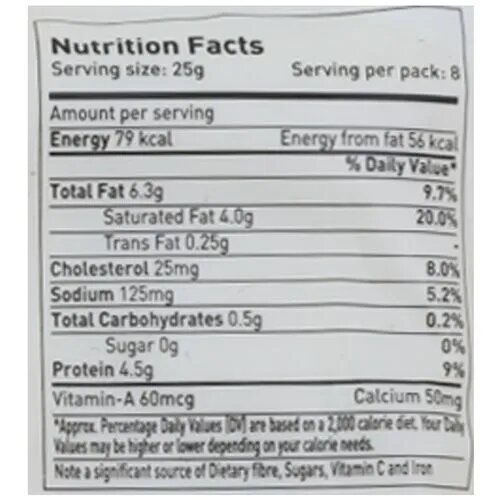 Nutrition Facts
Serving size: 25g Serving per pack: 8
Amount per serving
Energy 79 kcal Energy from fat 56 kcal
% Daily Value*
Total Fat 6.3g 9.7%
Saturated Fat 4.0g 20.0%
Trans Fat 0.25g -
Cholesterol 25mg 8.0%
Sodium 125mg 5.2%
Total Carbohydrates 0.5g 0.2%
Sugar 0g 0%
Protein 4.5g 9%
Vitamin-A 60mcg Calcium 50mg
*Approx. Percentage Daily Values (DV) are based on a 2,000 calorie diet. Your Daily
Values may be higher or lower depending on your calorie needs.
Note a significant source of Dietary fibre, Sugars, Vitamin C and Iron